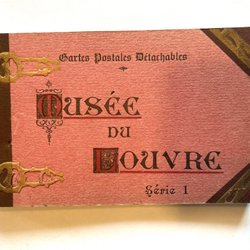 Cartes Postales Détachables
MUSÉE
DU
LOUVRE
Série 1